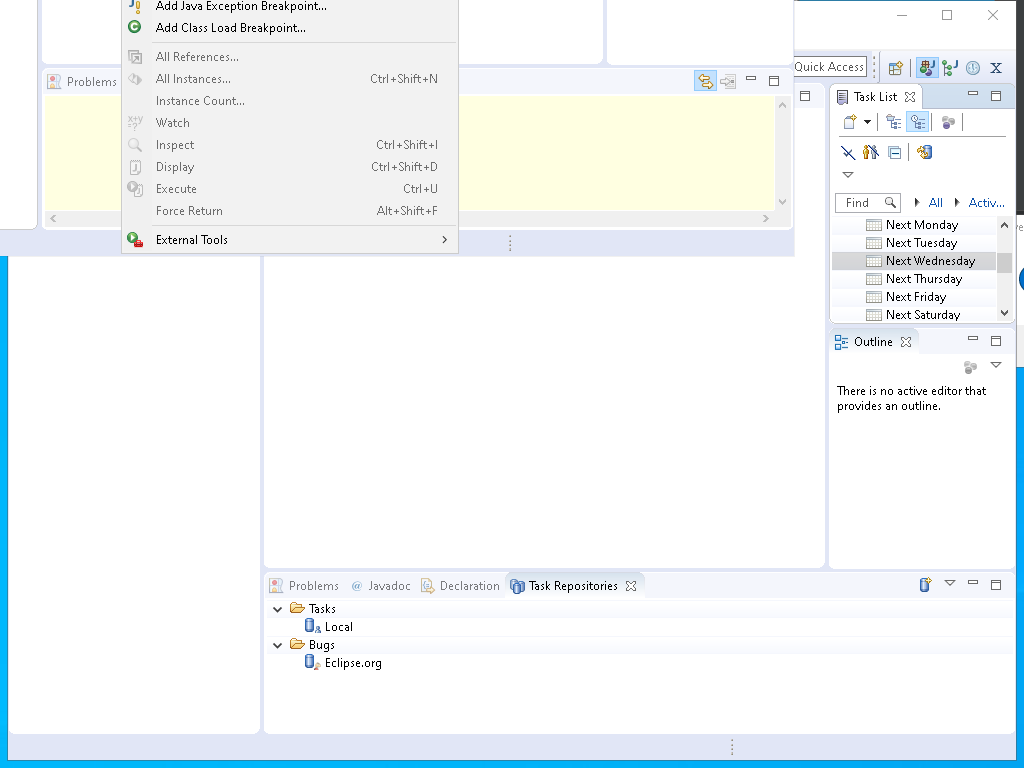 Add Java Exception Breakpoint...
Add Class Load Breakpoint...
All References...
All Instances... Ctrl+Shift+N
Instance Count...
Watch
Inspect Ctrl+Shift+I
Display Ctrl+Shift+D
Execute Ctrl+U
Force Return Alt+Shift+F
External Tools
Problems
Quick Access
Task List
Find All Activ...
Next Monday
Next Tuesday
Next Wednesday
Next Thursday
Next Friday
Next Saturday
Outline
There is no active editor that
provides an outline.
Problems @ Javadoc Declaration Task Repositories
Tasks
Local
Bugs
Eclipse.org